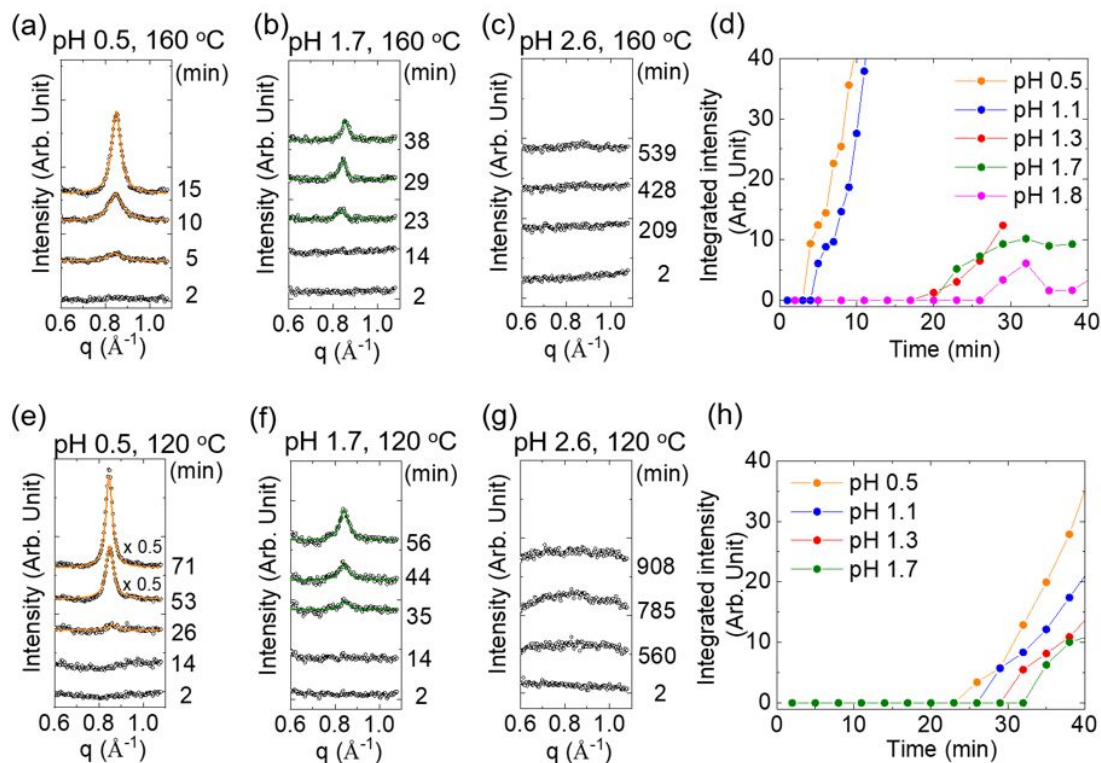 (a)
pH 0.5, 160 °C
(min)
Intensity (Arb. Unit)
15
10
5
2
0.6 0.8 1.0
q (Å-1)
(b)
pH 1.7, 160 °C
(min)
Intensity (Arb. Unit)
38
29
23
14
2
0.6 0.8 1.0
q (Å-1)
(c)
pH 2.6, 160 °C
(min)
Intensity (Arb. Unit)
539
428
209
2
0.6 0.8 1.0
q (Å-1)
(d)
Integrated intensity
(Arb. Unit)
40
30
20
10
0
pH 0.5
pH 1.1
pH 1.3
pH 1.7
pH 1.8
0 10 20 30 40
Time (min)
(e)
pH 0.5, 120 °C
(min)
Intensity (Arb. Unit)
x 0.5
71
x 0.5
53
26
14
2
0.6 0.8 1.0
q (Å-1)
(f)
pH 1.7, 120 °C
(min)
Intensity (Arb. Unit)
56
44
35
14
2
0.6 0.8 1.0
q (Å-1)
(g)
pH 2.6, 120 °C
(min)
Intensity (Arb. Unit)
908
785
560
2
0.6 0.8 1.0
q (Å-1)
(h)
Integrated intensity
(Arb. Unit)
40
30
20
10
0
pH 0.5
pH 1.1
pH 1.3
pH 1.7
0 10 20 30 40
Time (min)